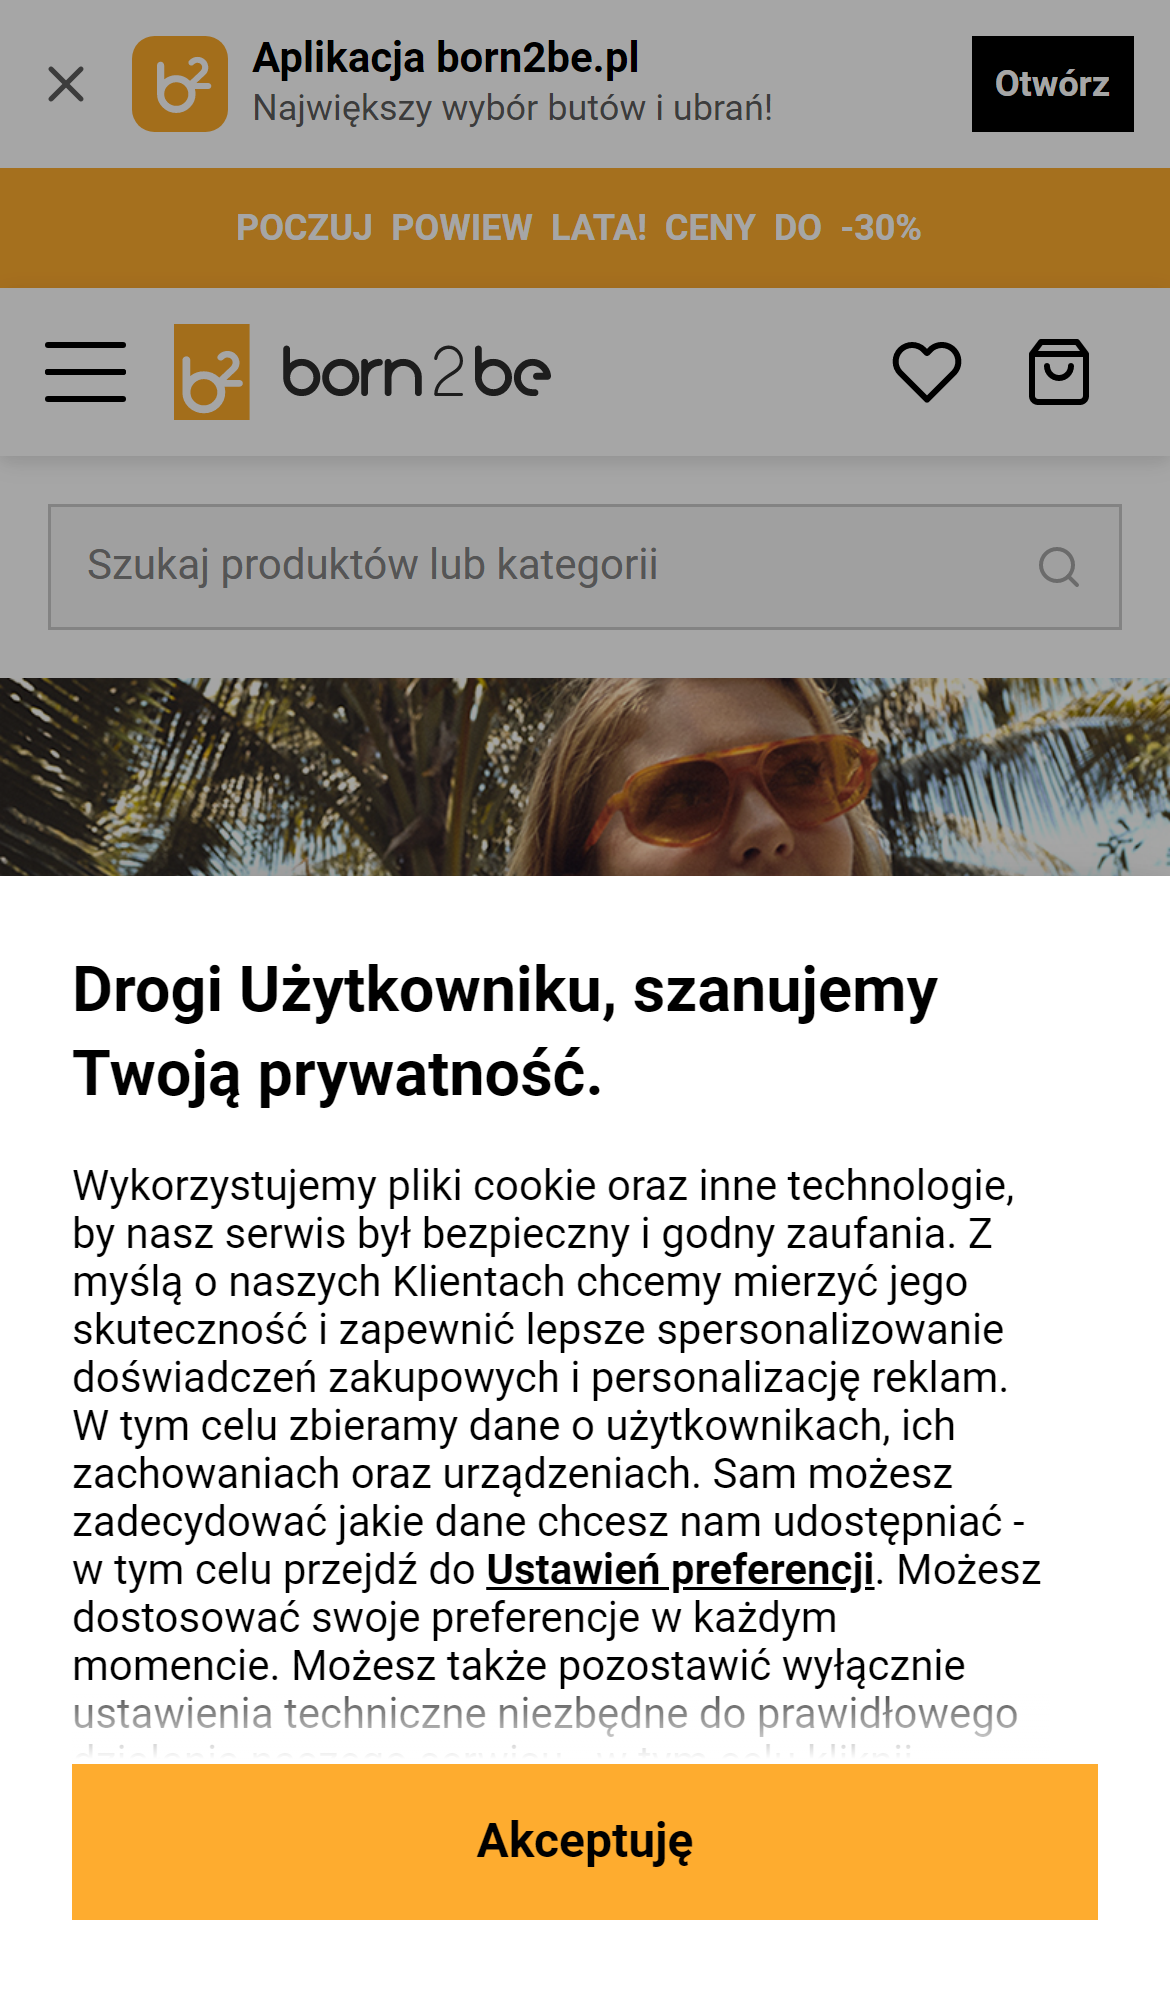 Aplikacja born2be.pl
Największy wybór butów i ubrań!
Otwórz
POCZUJ POWIEW LATA! CENY DO -30%
b2
born2be
Szukaj produktów lub kategorii
Drogi Użytkowniku, szanujemy
Twoją prywatność.
Wykorzystujemy pliki cookie oraz inne technologie,
by nasz serwis był bezpieczny i godny zaufania. Z
myślą o naszych Klientach chcemy mierzyć jego
skuteczność i zapewnić lepsze spersonalizowanie
doświadczeń zakupowych i personalizację reklam.
W tym celu zbieramy dane o użytkownikach, ich
zachowaniach oraz urządzeniach. Sam możesz
zadecydować jakie dane chcesz nam udostępniać -
w tym celu przejdź do Ustawień preferencji. Możesz
dostosować swoje preferencje w każdym
momencie. Możesz także pozostawić wyłącznie
ustawienia techniczne niezbędne do prawidłowego
Akceptuję